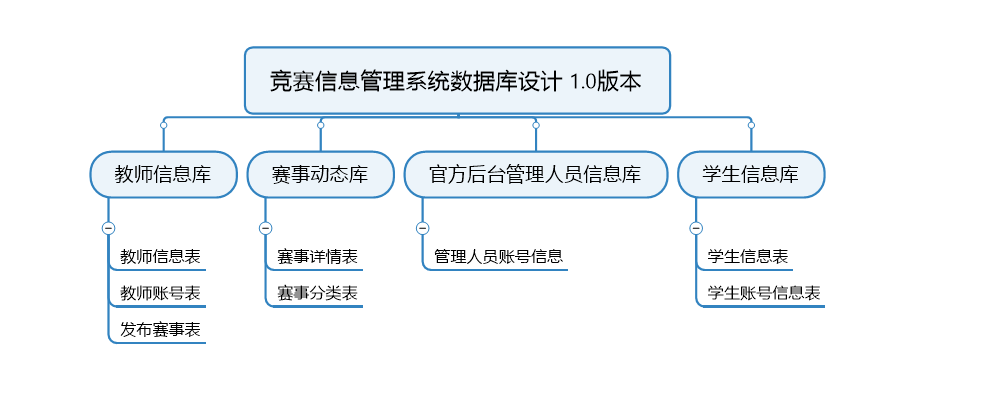 竞赛信息管理系统数据库设计 1.0版本
教师信息库
赛事动态库
官方后台管理人员信息库
学生信息库
教师信息表
教师账号表
发布赛事表
赛事详情表
赛事分类表
管理人员账号信息
学生信息表
学生账号信息表